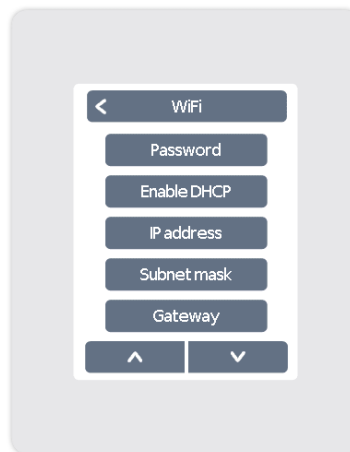 WiFi
Password
Enable DHCP
IP address
Subnet mask
Gateway